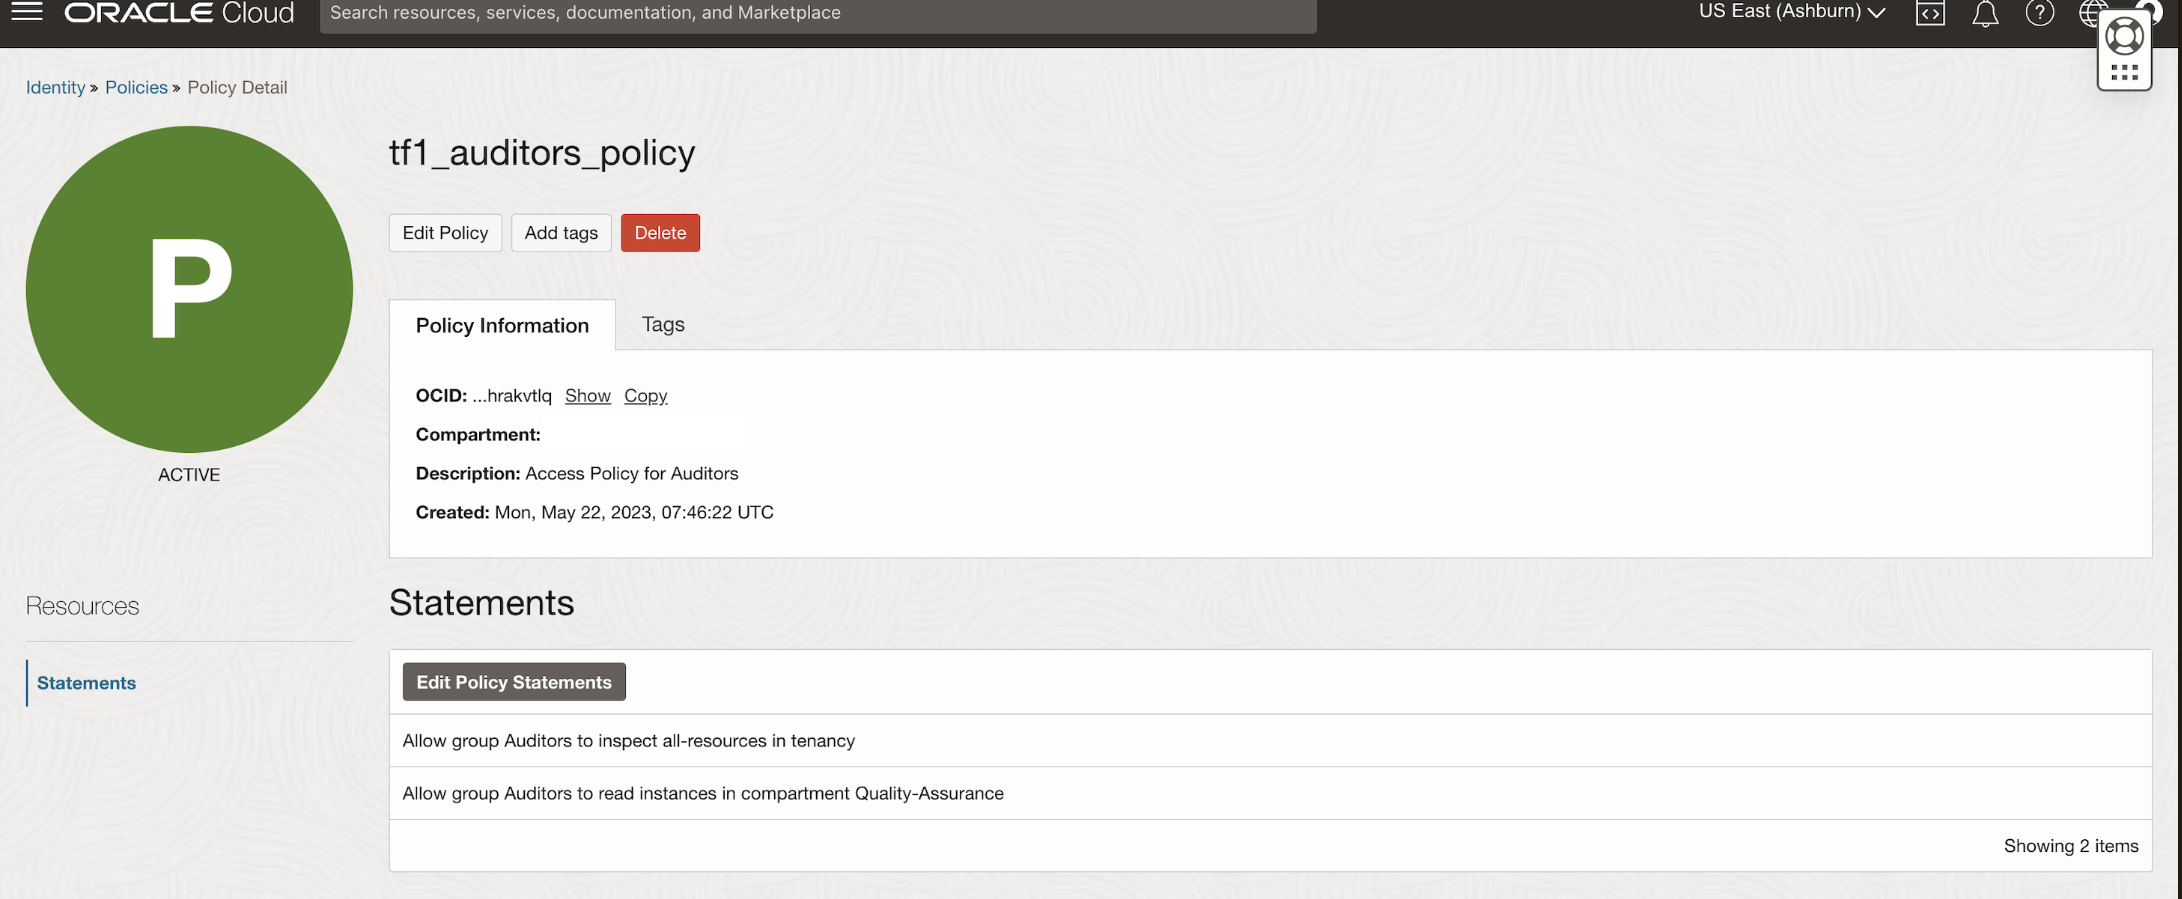 ORACLE Cloud
Search resources, services, documentation, and Marketplace
US East (Ashburn)
Identity » Policies » Policy Detail
P
ACTIVE
tf1_auditors_policy
Edit Policy
Add tags
Delete
Policy Information
Tags
OCID: ...hrakvtlq Show Copy
Compartment:
Description: Access Policy for Auditors
Created: Mon, May 22, 2023, 07:46:22 UTC
Resources
Statements
Statements
Edit Policy Statements
Allow group Auditors to inspect all-resources in tenancy
Allow group Auditors to read instances in compartment Quality-Assurance
Showing 2 items